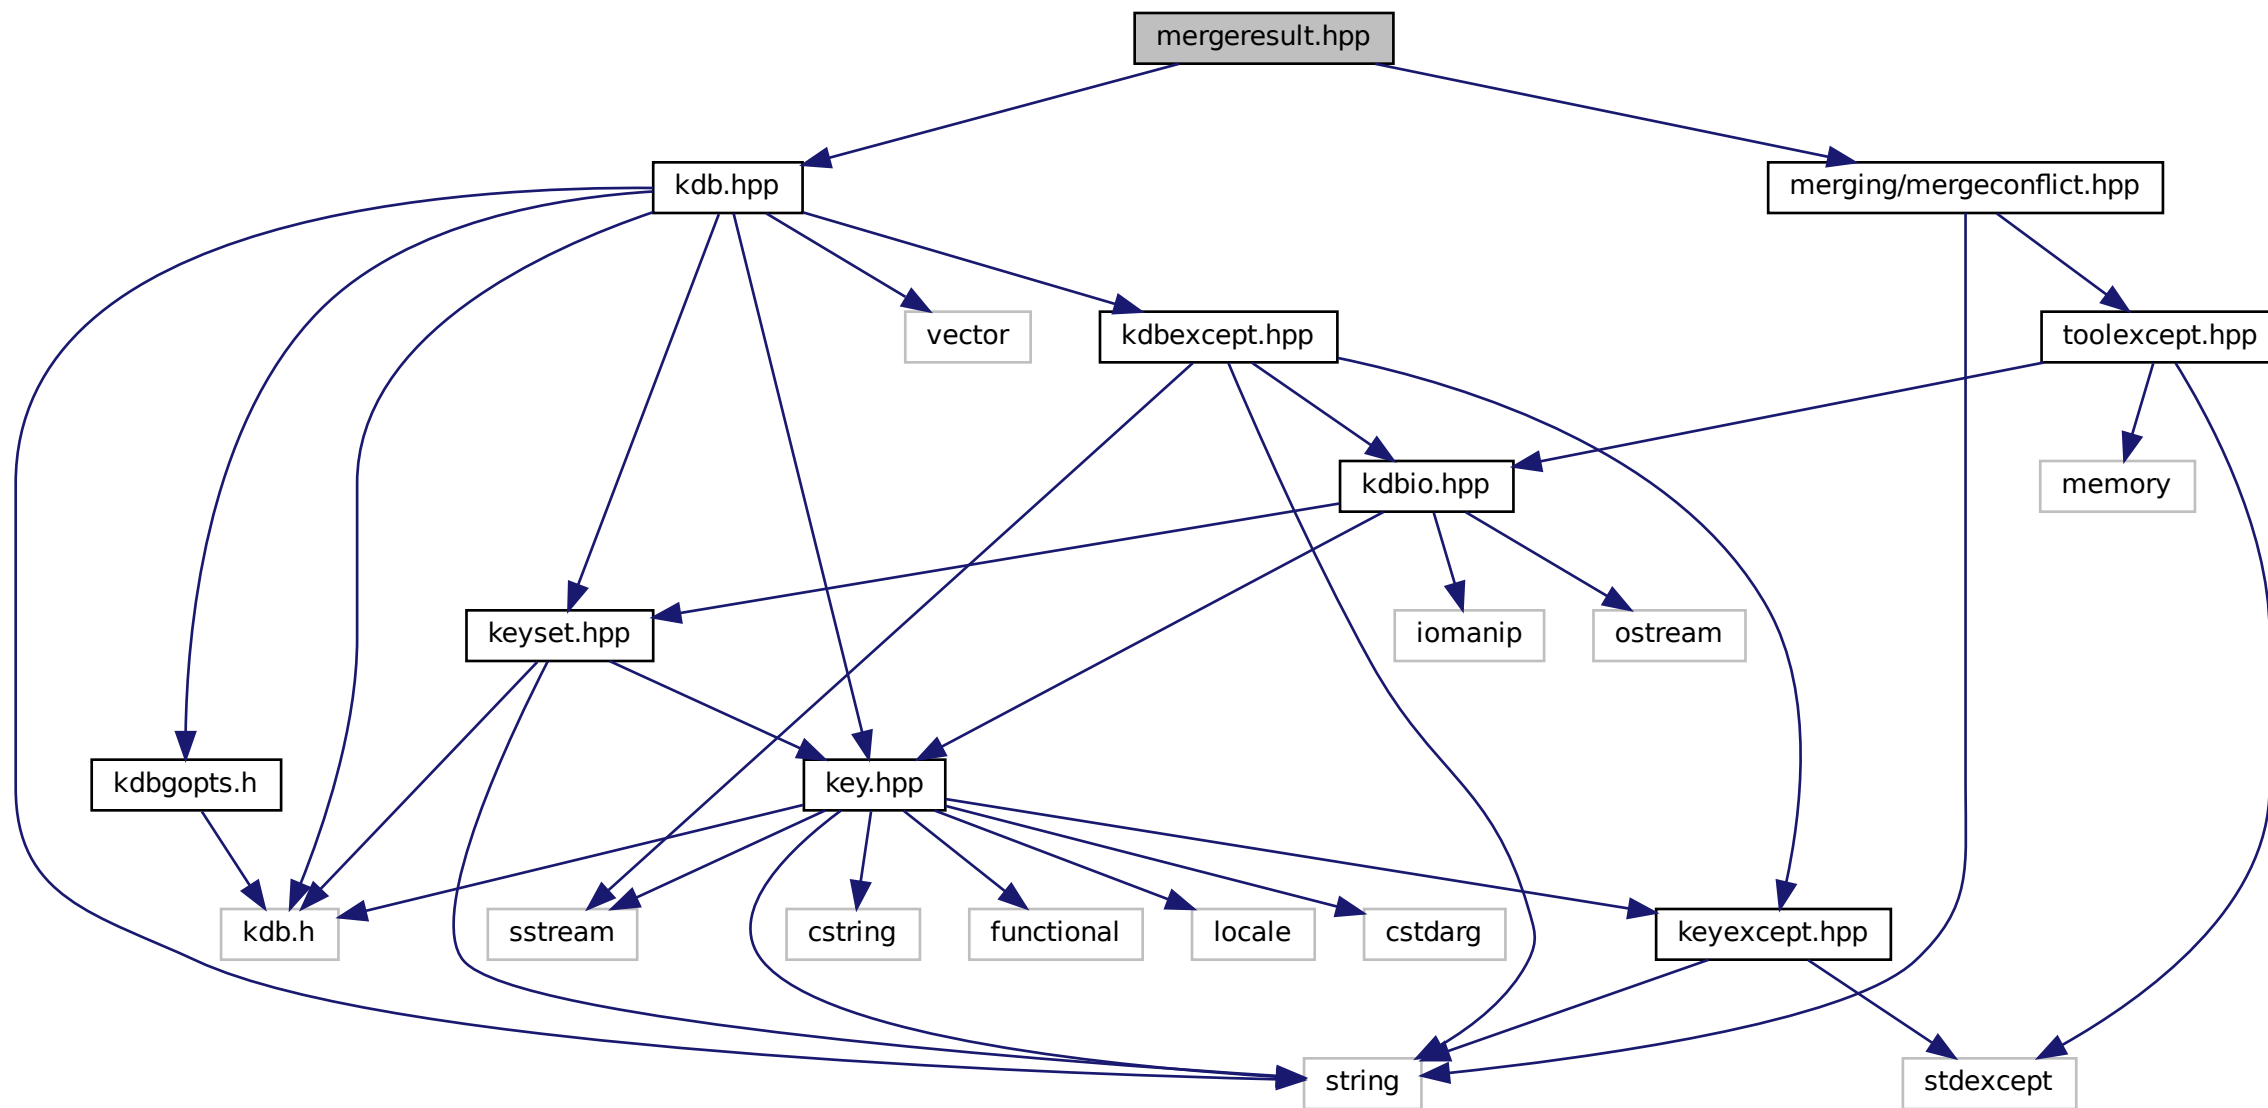 mergeresult.hpp
kdb.hpp
merging/mergeconflict.hpp
vector
kdbexcept.hpp
toolexcept.hpp
kdbio.hpp
memory
keyset.hpp
iomanip
ostream
kdbgopts.h
key.hpp
kdb.h
sstream
cstring
functional
locale
cstdarg
keyexcept.hpp
string
stdexcept